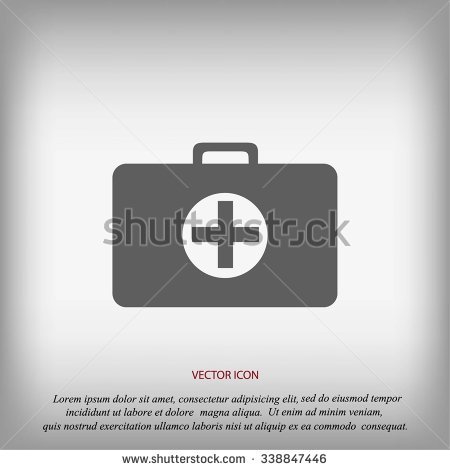 shutterstock
VECTOR ICON
Lorem ipsum dolor sit amet, consectetur adipisicing elit, sed do eiusmod tempor
incididunt ut labore et dolore magna aliqua. Ut enim ad minim veniam,
quis nostrud exercitation ullamco laboris nisi ut aliquip ex ea commodo consequat.
www.shutterstock.com · 338847446